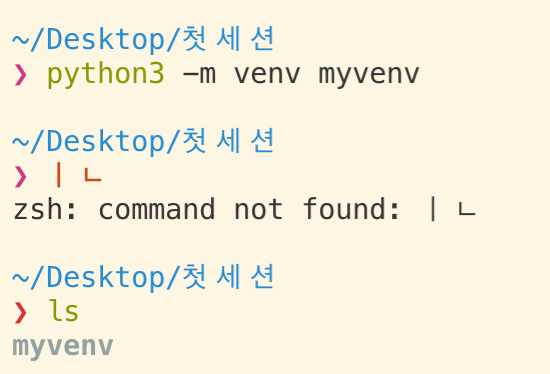 ~/Desktop/첫세션
❯ python3 -m venv myvenv
~/Desktop/첫세션
❯ ㅣㄴ
zsh: command not found: ㅣㄴ
~/Desktop/첫세션
❯ ls
myvenv